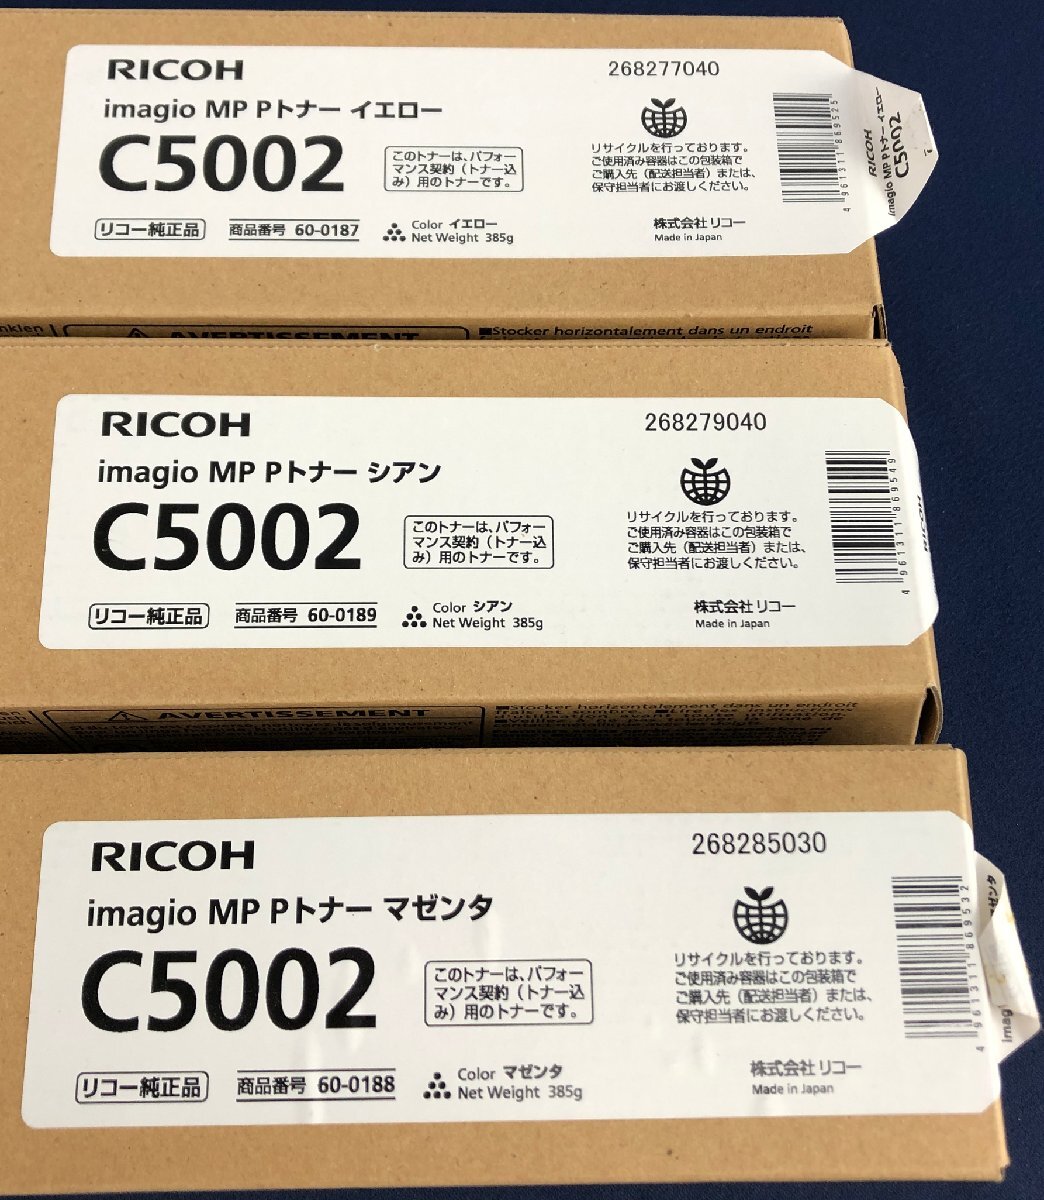 RICOH
268277040
imagio MP Pトナー イエロー
C5002
このトナーは、パフォー
マンス契約（トナー込
み）用のトナーです。
リサイクルを行っております。
ご使用済み容器はこの包装箱で
ご購入先（配送担当者）または、
保守担当者にお渡しください。
リコー純正品
商品番号 60-0187
Color イエロー
Net Weight 385g
株式会社 リコー
Made in Japan
4961311869525
RICOH
imagio MP Pトナー イエロー
C5002
AVERTISSEMENT
■Stocker horizontalement dans un endroit
RICOH
268279040
imagio MP Pトナー シアン
C5002
このトナーは、パフォー
マンス契約（トナー込
み）用のトナーです。
リサイクルを行っております。
ご使用済み容器はこの包装箱で
ご購入先（配送担当者）または、
保守担当者にお渡しください。
リコー純正品
商品番号 60-0189
Color シアン
Net Weight 385g
株式会社 リコー
Made in Japan
4961311869549
RICOH
AVERTISSEMENT
■Stocker horizontalement dans un endroit
RICOH
268285030
imagio MP Pトナー マゼンタ
C5002
このトナーは、パフォー
マンス契約（トナー込
み）用のトナーです。
リサイクルを行っております。
ご使用済み容器はこの包装箱で
ご購入先（配送担当者）または、
保守担当者にお渡しください。
リコー純正品
商品番号 60-0188
Color マゼンタ
Net Weight 385g
株式会社 リコー
Made in Japan
4961311869532
imagi